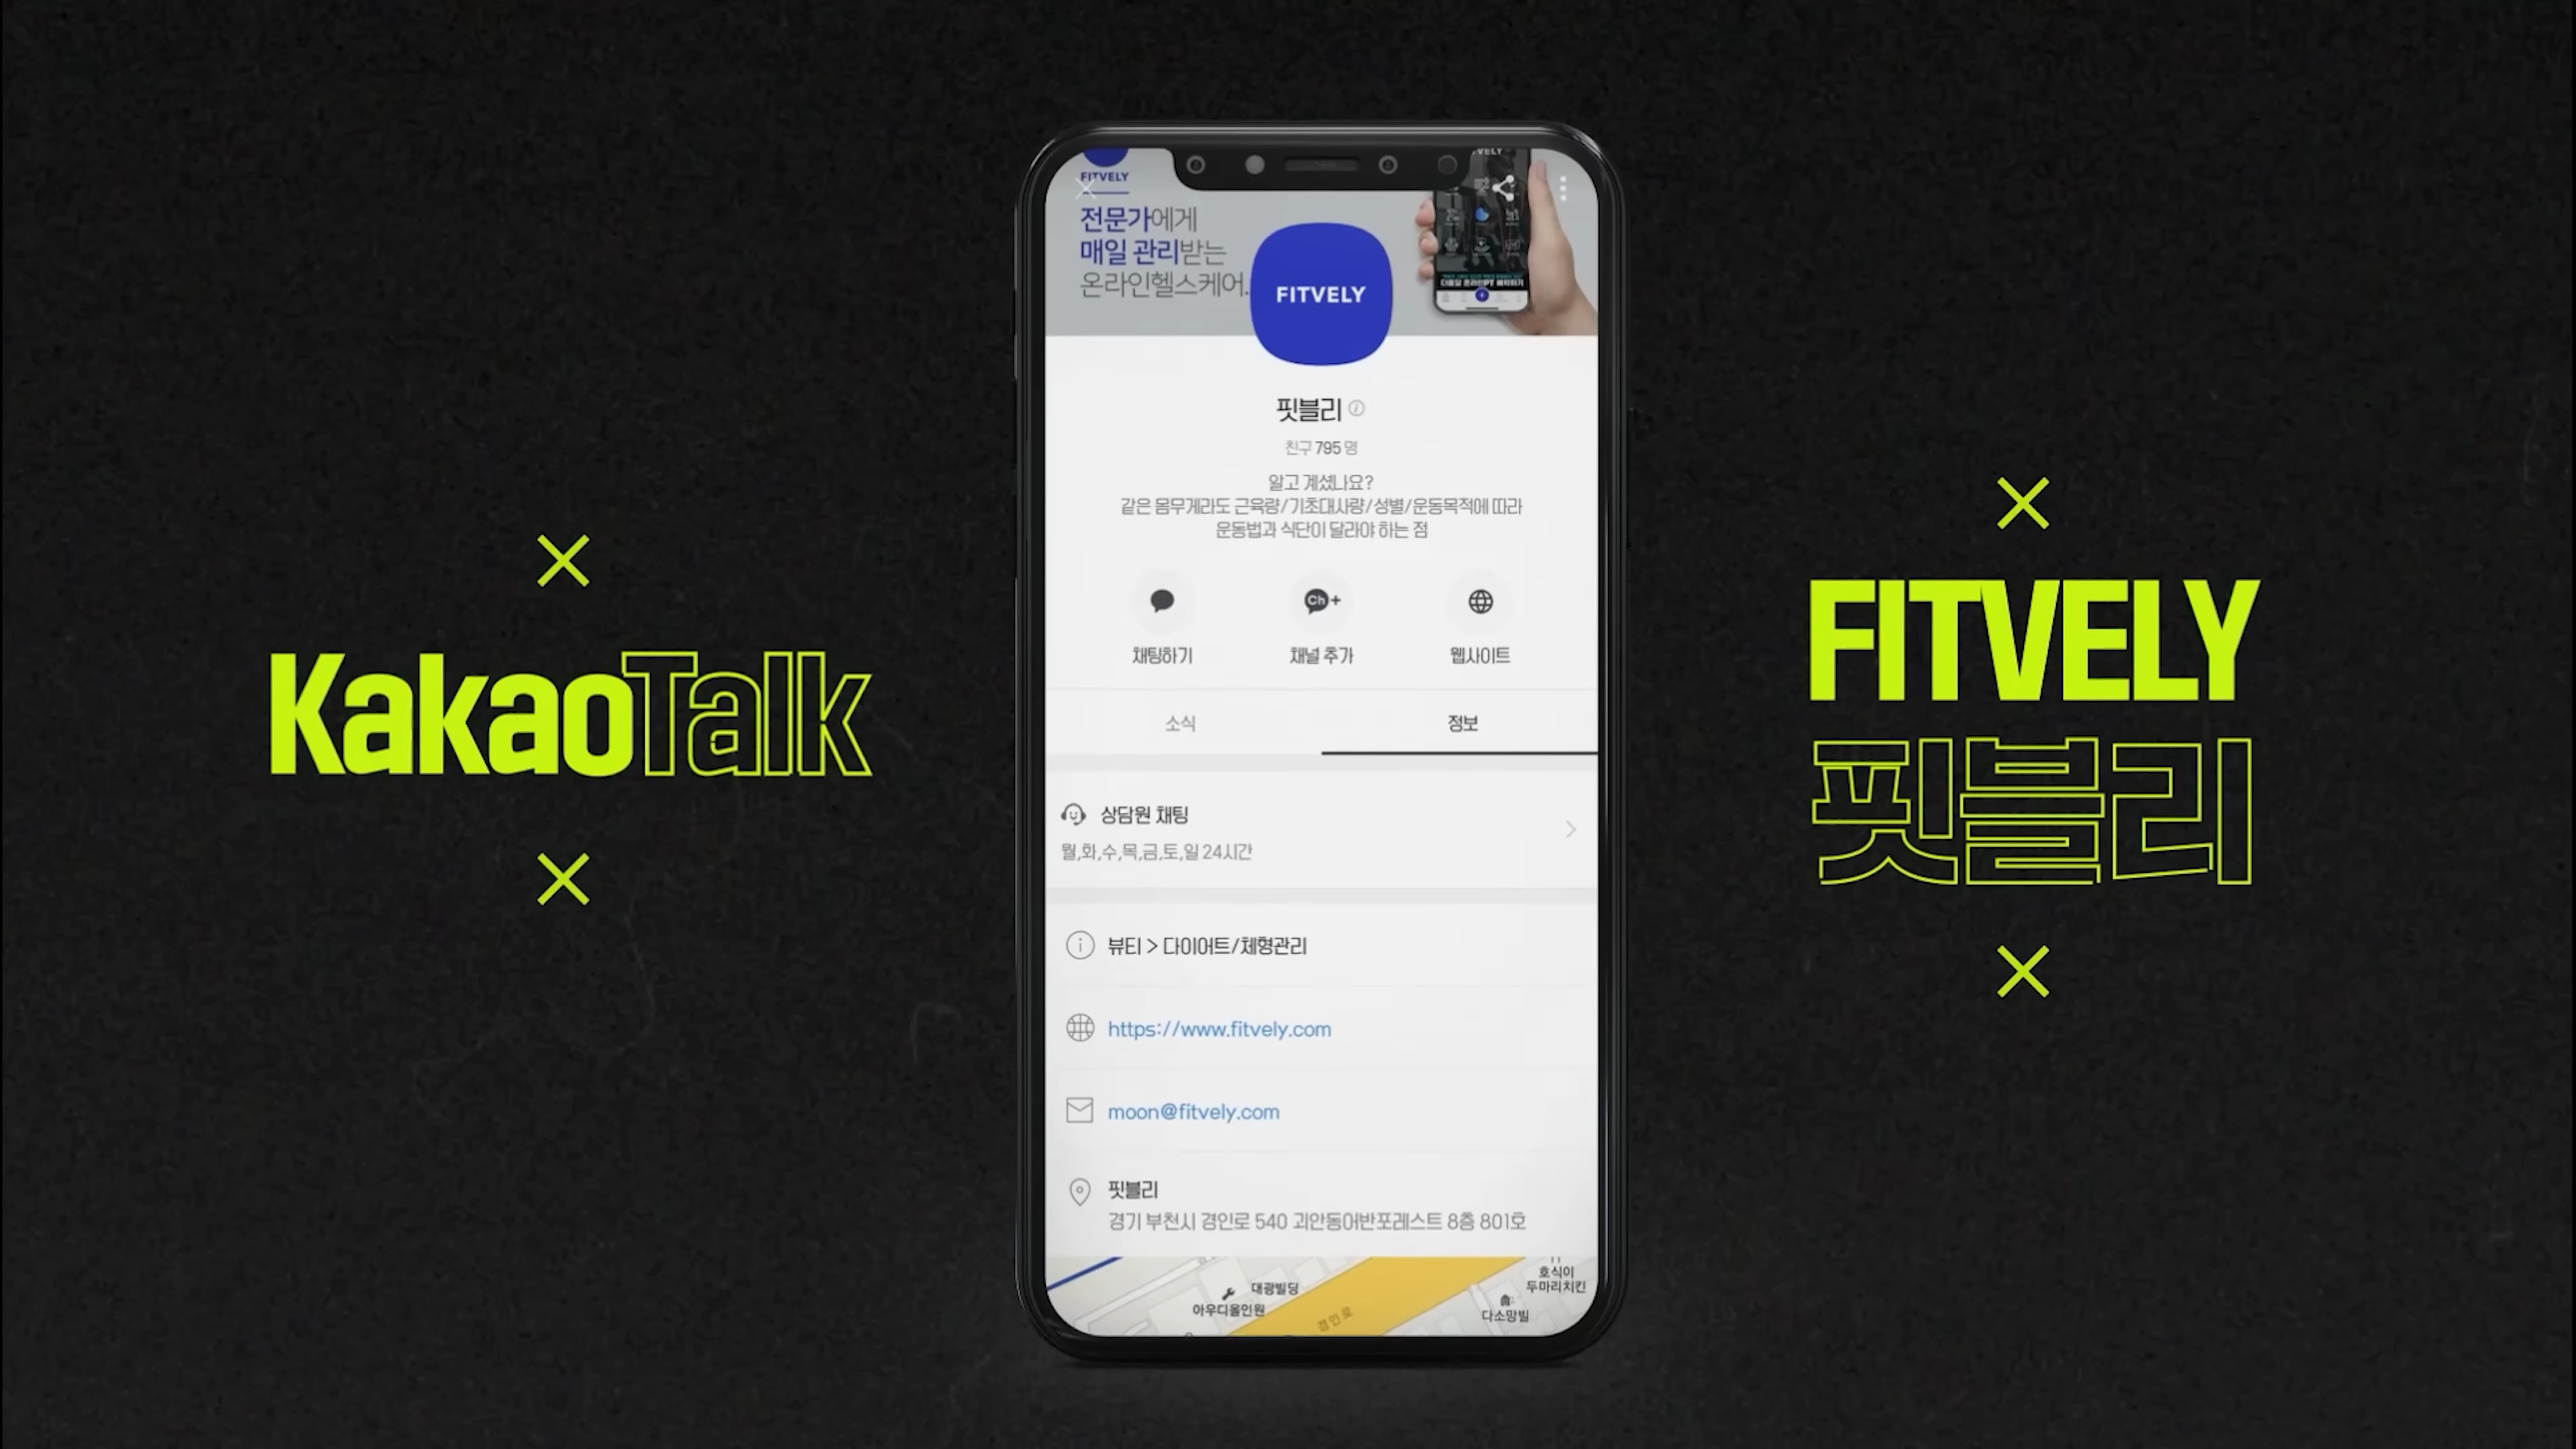 KakaoTalk
FITVELY
전문가에게
매일 관리받는
온라인헬스케어.
FITVELY
핏블리
친구 795 명
알고 계셨나요?
같은 몸무게라도 근육량/기초대사량/성별/운동목적에 따라
운동법과 식단이 달라야 하는 점
Ch+
채팅하기
채널 추가
웹사이트
소식
정보
상담원 채팅
월,화,수,목,금,토,일 24시간
뷰티 > 다이어트/체형관리
https://www.fitvely.com
moon@fitvely.com
핏블리
경기 부천시 경인로 540 괴안동어반포레스트 8층 801호
대광빌딩
아우디올인원
경인로
호식이
두마리치킨
다소망빌
FITVELY
핏블리